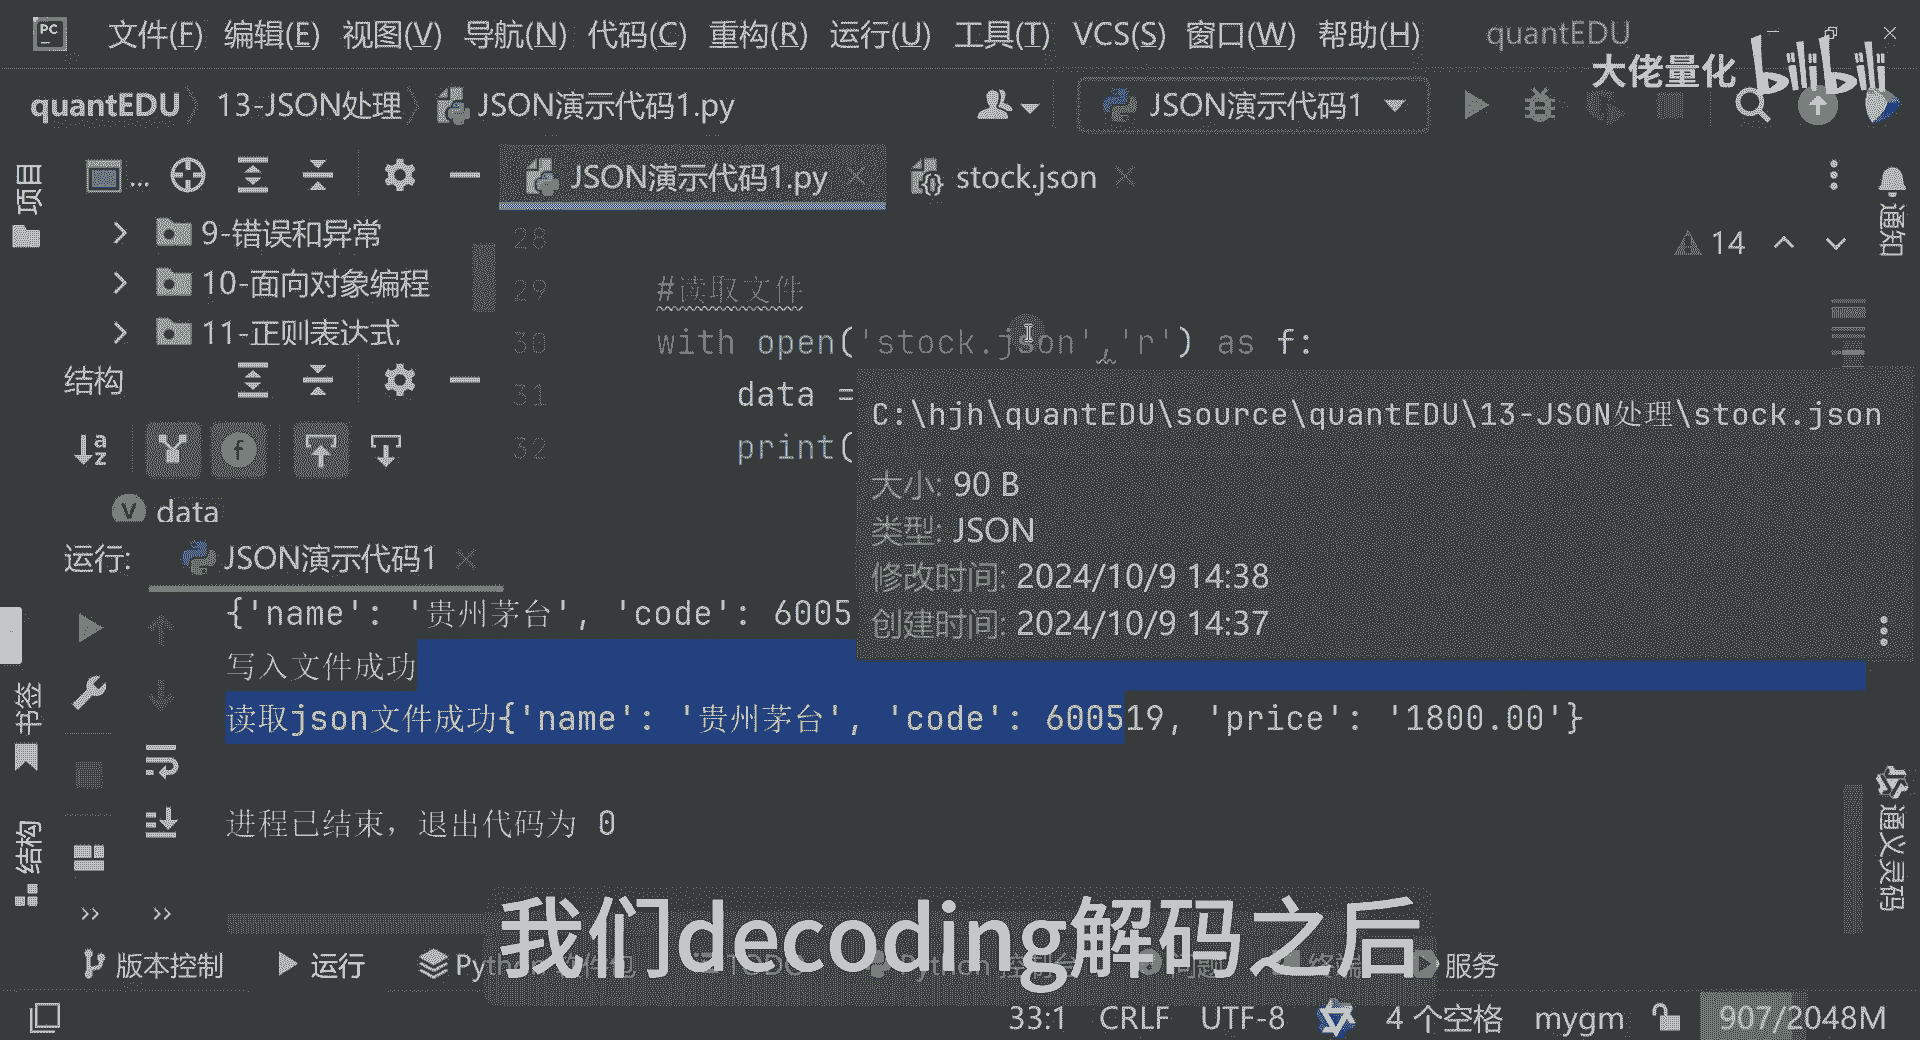 文件(F) 编辑(E) 视图(V) 导航(N) 代码(C) 重构(R) 运行(U) 工具(T) VCS(S) 窗口(W) 帮助(H) quantEDU
大佬量化 bilibili
quantEDU 13-JSON处理 JSON演示代码1.py JSON演示代码1
项目
... JSON演示代码1.py stock.json
通知
9-错误和异常
10-面向对象编程
11-正则表达式
28
14
29 #读取文件
30 with open('stock.json','r') as f:
31 data =
32 print(
结构
data
C:\hjh\quantEDU\source\quantEDU\13-JSON处理\stock.json
大小: 90 B
类型: JSON
修改时间: 2024/10/9 14:38
创建时间: 2024/10/9 14:37
运行: JSON演示代码1
{'name': '贵州茅台', 'code': 6005
写入文件成功
读取json文件成功{'name': '贵州茅台', 'code': 600519, 'price': '1800.00'}
进程已结束，退出代码为 0
书签
结构
通义灵码
我们decoding解码之后
版本控制 运行 服务
33:1 CRLF UTF-8 4 个空格 mygm 907/2048M